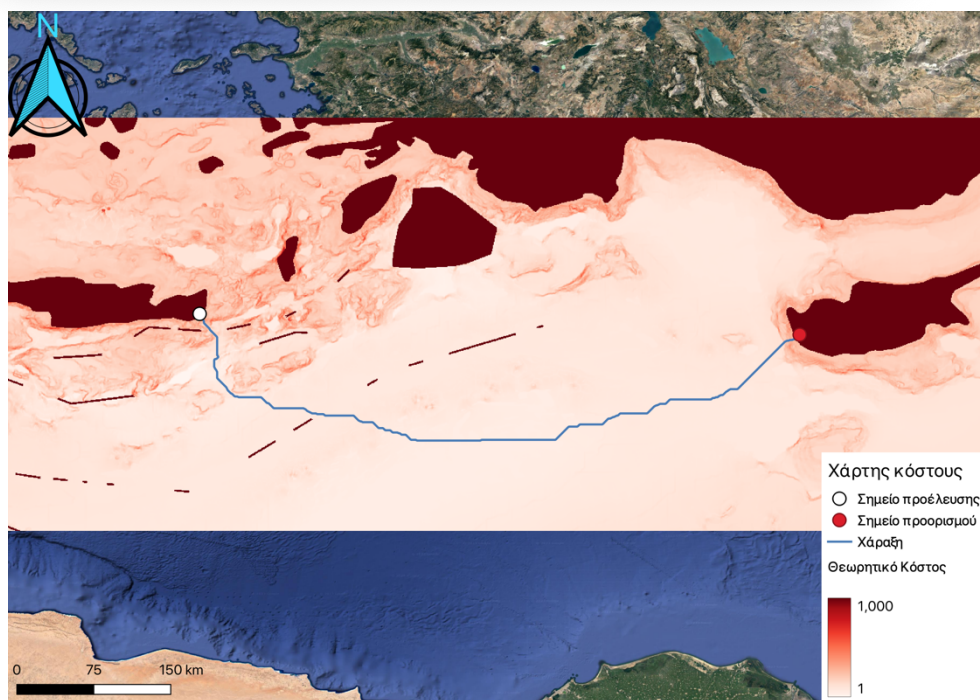 N
Χάρτης κόστους
Σημείο προέλευσης
Σημείο προορισμού
Χάραξη
Θεωρητικό Κόστος
1,000
1
0 75 150 km